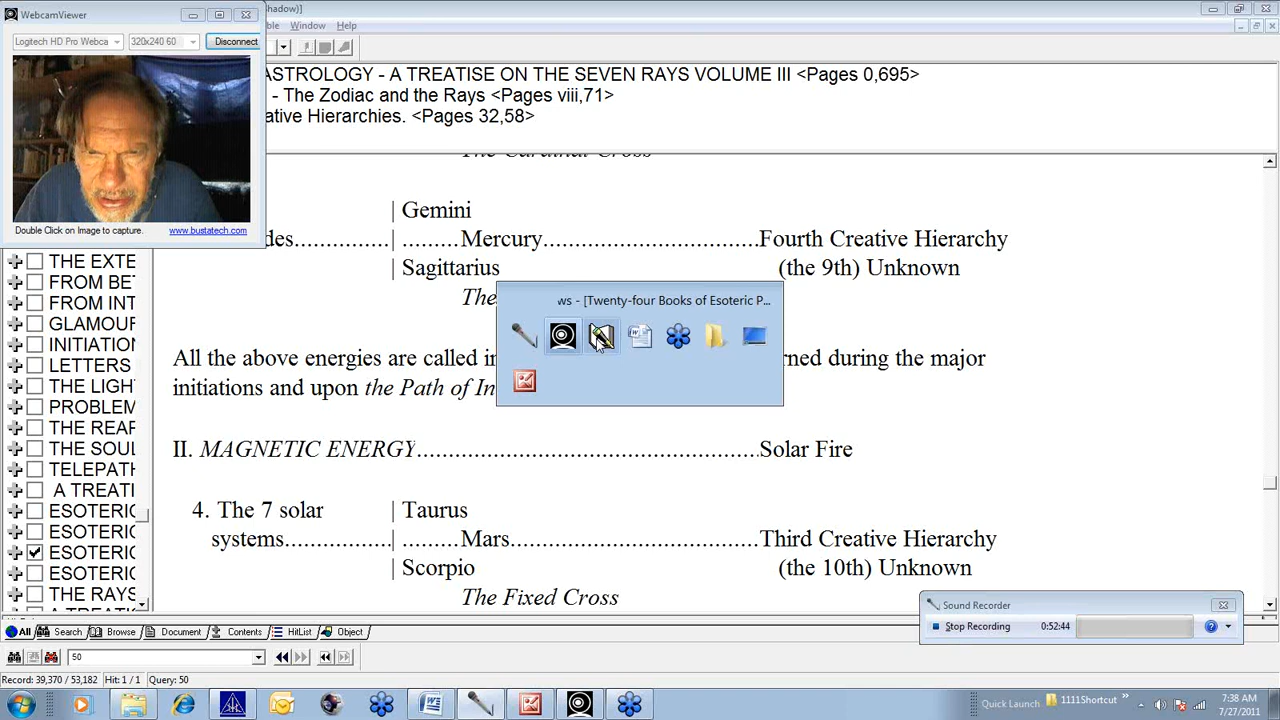 WebcamViewer
Shadow)]
ble Window Help
Logitech HD Pro Webca 320x240 60 Disconnect
ASTROLOGY - A TREATISE ON THE SEVEN RAYS VOLUME III <Pages 0,695>
- The Zodiac and the Rays <Pages viii,71>
ative Hierarchies. <Pages 32,58>
The Cardinal Cross
Double Click on Image to capture. www.bustatech.com
| Gemini
des................| .........Mercury..........................................Fourth Creative Hierarchy
| Sagittarius (the 9th) Unknown
The
All the above energies are called in rned during the major
initiations and upon the Path of In
II. MAGNETIC ENERGY...................................................................Solar Fire
4. The 7 solar | Taurus
systems..................| .........Mars................................................Third Creative Hierarchy
| Scorpio (the 10th) Unknown
The Fixed Cross
ws - [Twenty-four Books of Esoteric P...
THE EXTE
FROM BE
FROM INT
GLAMOUR
INITIATION
LETTERS
THE LIGH
PROBLEM
THE REAP
THE SOUL
TELEPATH
A TREATI
ESOTERIC
ESOTERIC
ESOTERIC
ESOTERIC
THE RAYS
A TREATIS
Sound Recorder
Stop Recording 0:52:44
All Search Browse Document Contents HitList Object
50
Record: 39,370 / 53,182 Hit: 1 / 1 Query: 50
Quick Launch 1111Shortcut »
7:38 AM
7/27/2011